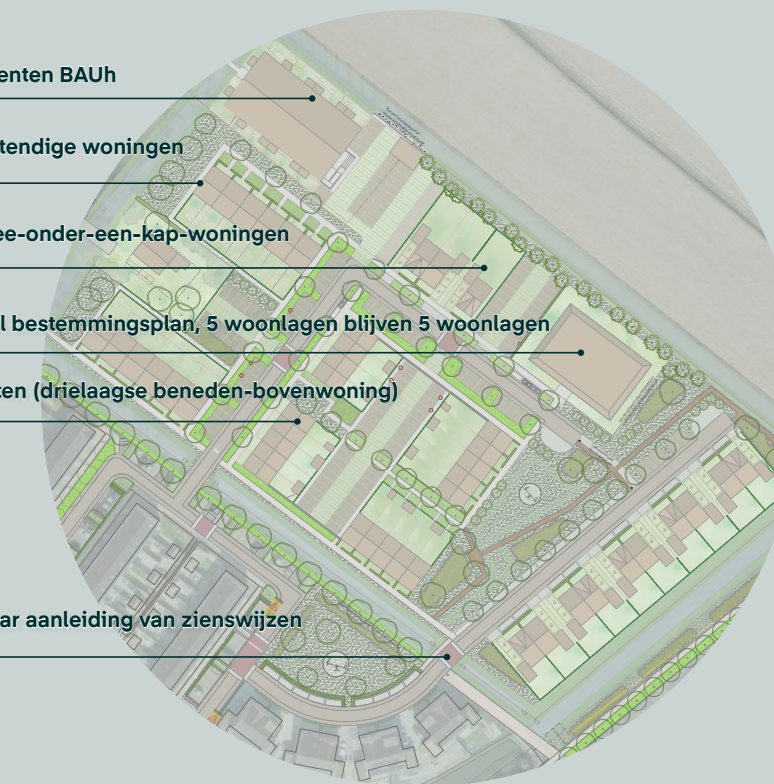 enten BAUh
tendige woningen
ee-onder-een-kap-woningen
l bestemmingsplan, 5 woonlagen blijven 5 woonlagen
ten (drielaagse beneden-bovenwoning)
ar aanleiding van zienswijzen